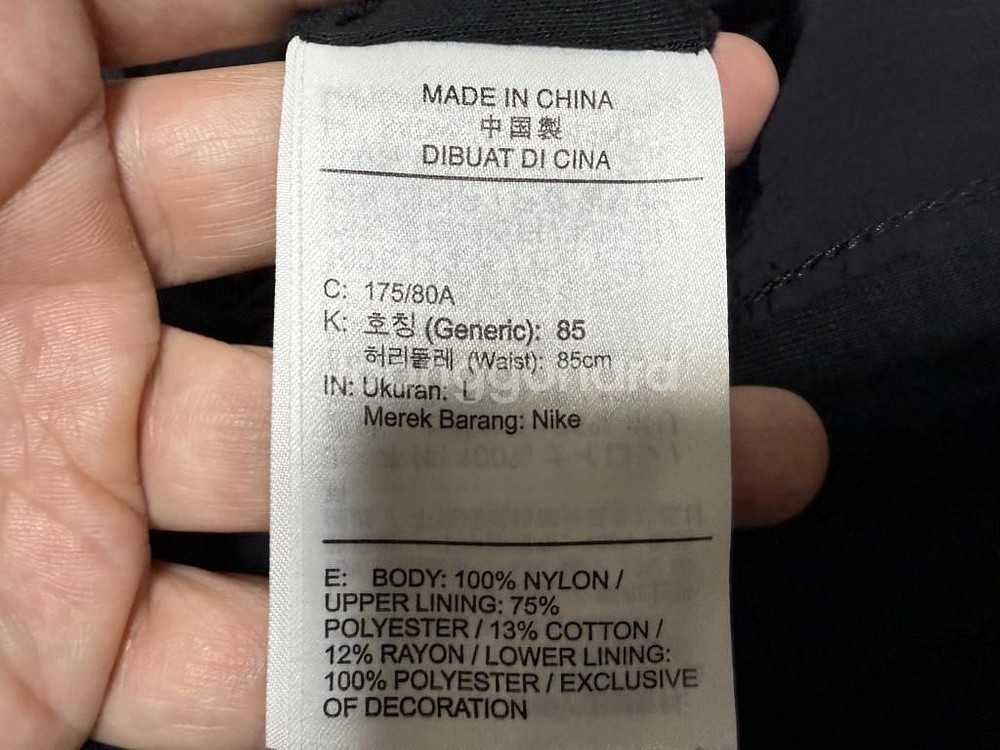 MADE IN CHINA
中国製
DIBUAT DI CINA
C: 175/80A
K: 호칭 (Generic): 85
허리둘레 (Waist): 85cm
IN: Ukuran: L
Merek Barang: Nike
E: BODY: 100% NYLON /
UPPER LINING: 75%
POLYESTER / 13% COTTON /
12% RAYON / LOWER LINING:
100% POLYESTER / EXCLUSIVE
OF DECORATION